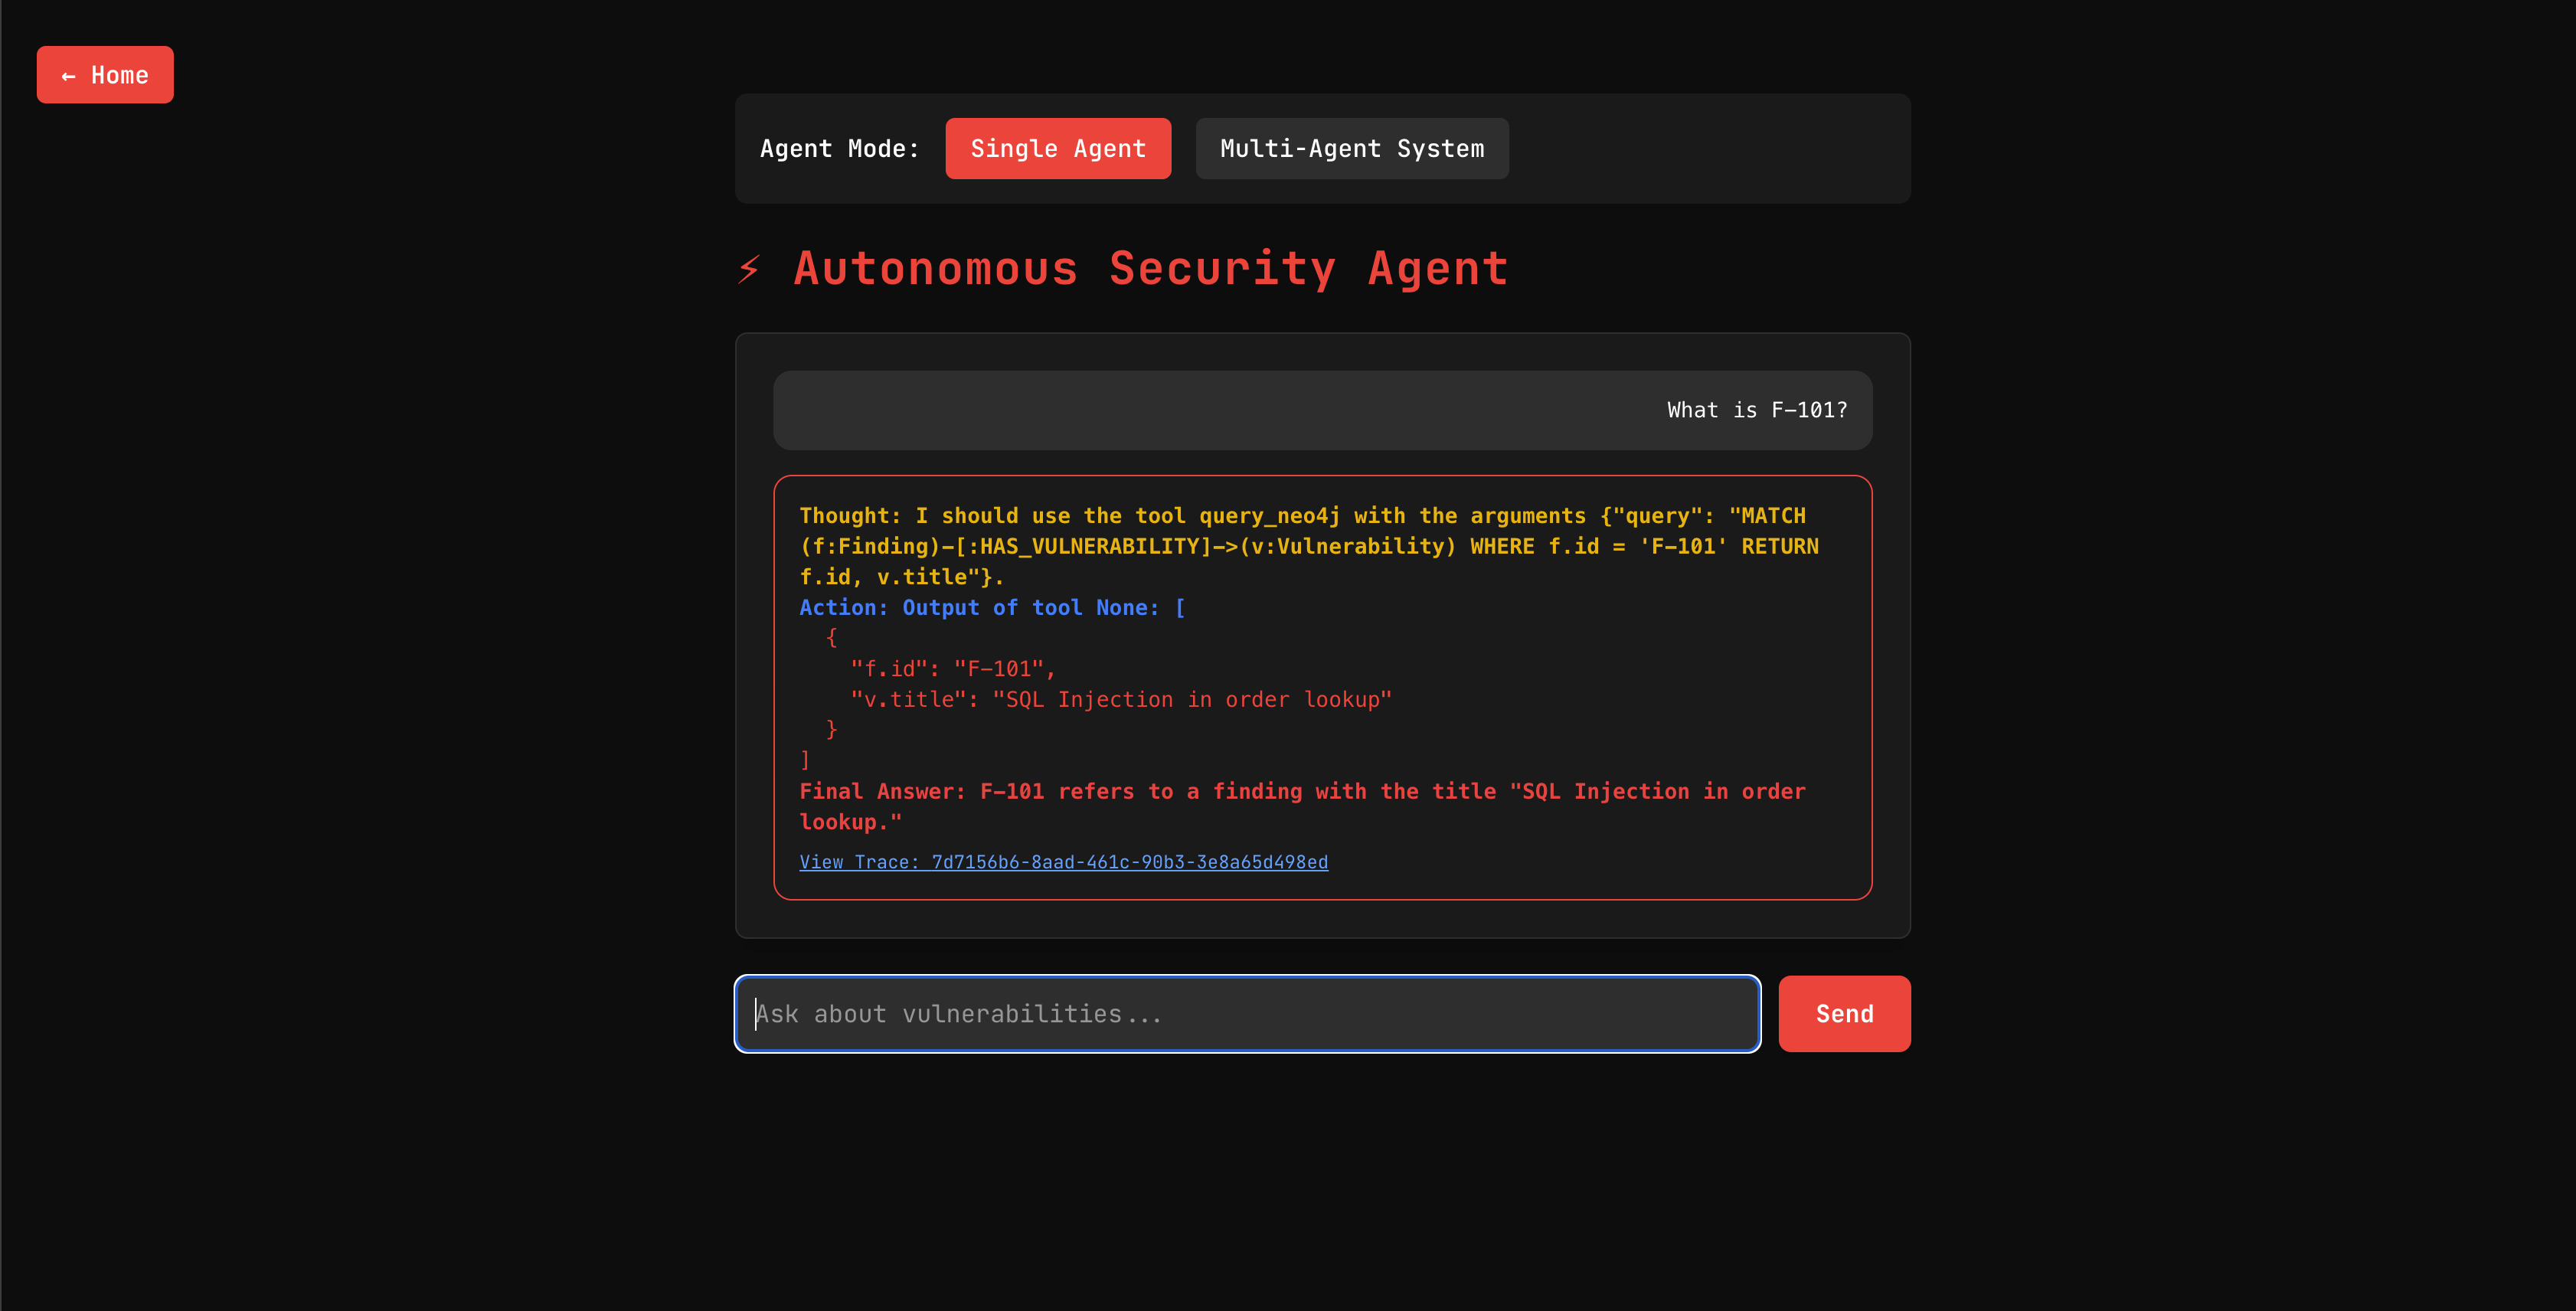 ← Home
Agent Mode: Single Agent Multi-Agent System
⚡ Autonomous Security Agent
What is F-101?
Thought: I should use the tool query_neo4j with the arguments {"query": "MATCH
(f:Finding)-[:HAS_VULNERABILITY]->(v:Vulnerability) WHERE f.id = 'F-101' RETURN
f.id, v.title"}.
Action: Output of tool None: [
  {
    "f.id": "F-101",
    "v.title": "SQL Injection in order lookup"
  }
]
Final Answer: F-101 refers to a finding with the title "SQL Injection in order
lookup."
View Trace: 7d7156b6-8aad-461c-90b3-3e8a65d498ed
Ask about vulnerabilities...
Send